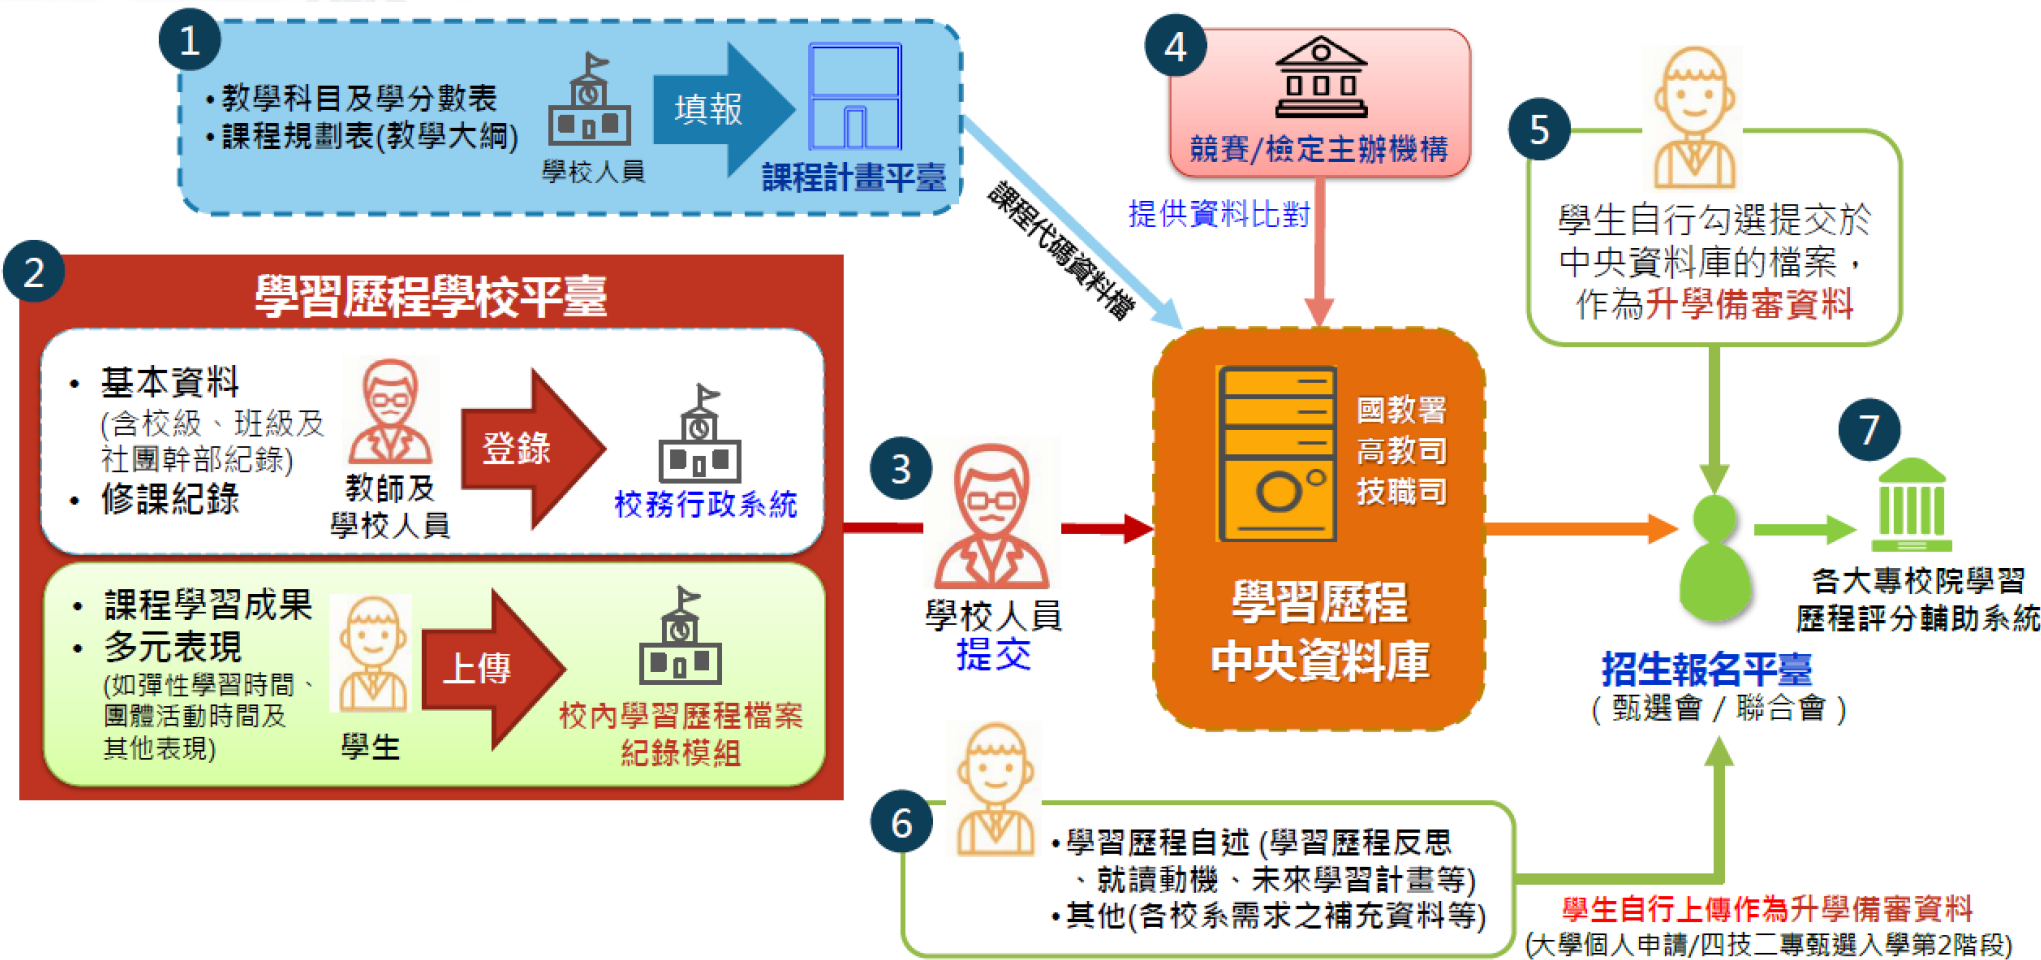 1
• 教學科目及學分數表
• 課程規劃表(教學大綱)
學校人員
填報
課程計畫平臺
課程代碼資料檔
2
學習歷程學校平臺
• 基本資料
(含校級、班級及
社團幹部紀錄)
• 修課紀錄
教師及
學校人員
登錄
校務行政系統
• 課程學習成果
• 多元表現
(如彈性學習時間、
團體活動時間及
其他表現)
學生
上傳
校內學習歷程檔案
紀錄模組
3
學校人員
提交
4
競賽/檢定主辦機構
提供資料比對
國教署
高教司
技職司
學習歷程
中央資料庫
5
學生自行勾選提交於
中央資料庫的檔案，
作為升學備審資料
招生報名平臺
(甄選會/聯合會)
6
• 學習歷程自述 (學習歷程反思
、就讀動機、未來學習計畫等)
• 其他(各校系需求之補充資料等)
學生自行上傳作為升學備審資料
(大學個人申請/四技二專甄選入學第2階段)
7
各大專校院學習
歷程評分輔助系統